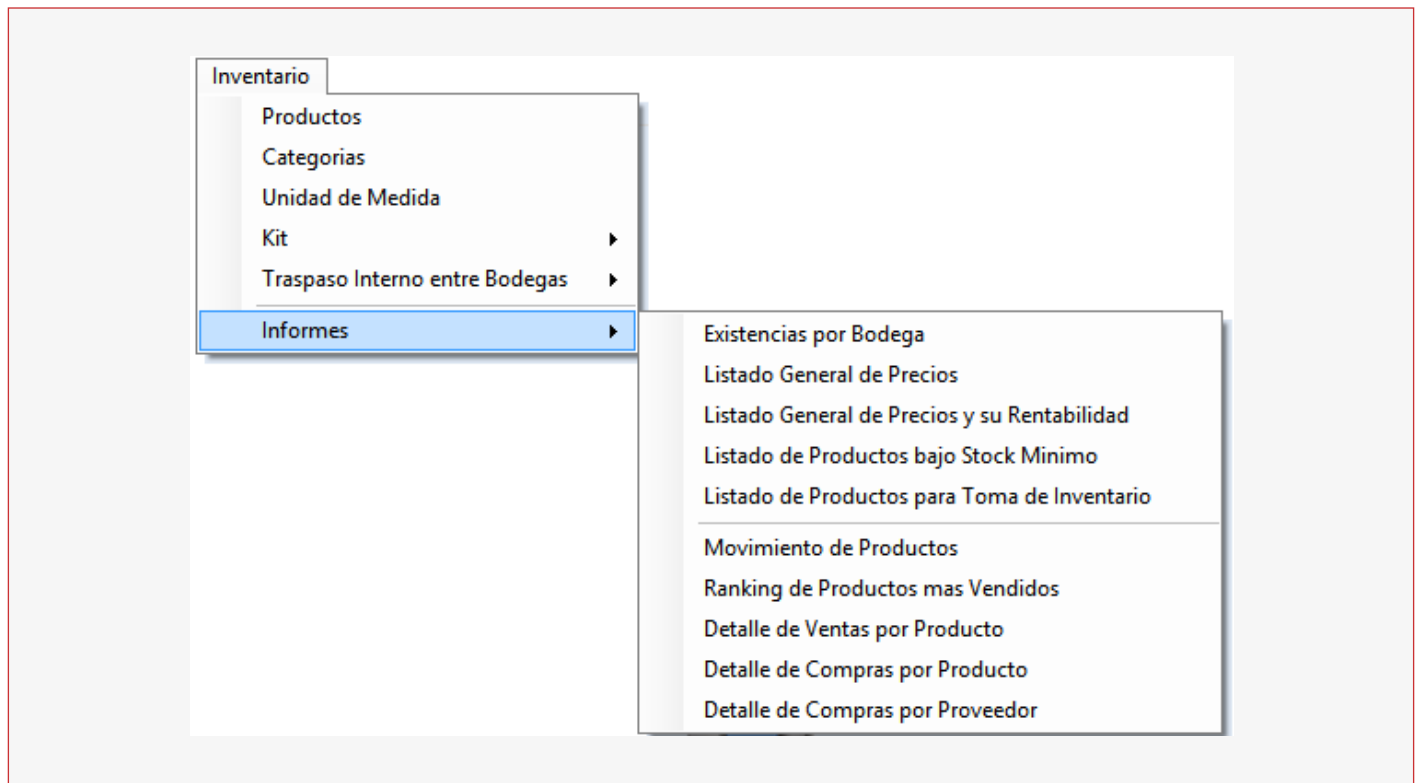 Inventario
Productos
Categorias
Unidad de Medida
Kit
Traspaso Interno entre Bodegas
Informes
Existencias por Bodega
Listado General de Precios
Listado General de Precios y su Rentabilidad
Listado de Productos bajo Stock Minimo
Listado de Productos para Toma de Inventario
Movimiento de Productos
Ranking de Productos mas Vendidos
Detalle de Ventas por Producto
Detalle de Compras por Producto
Detalle de Compras por Proveedor